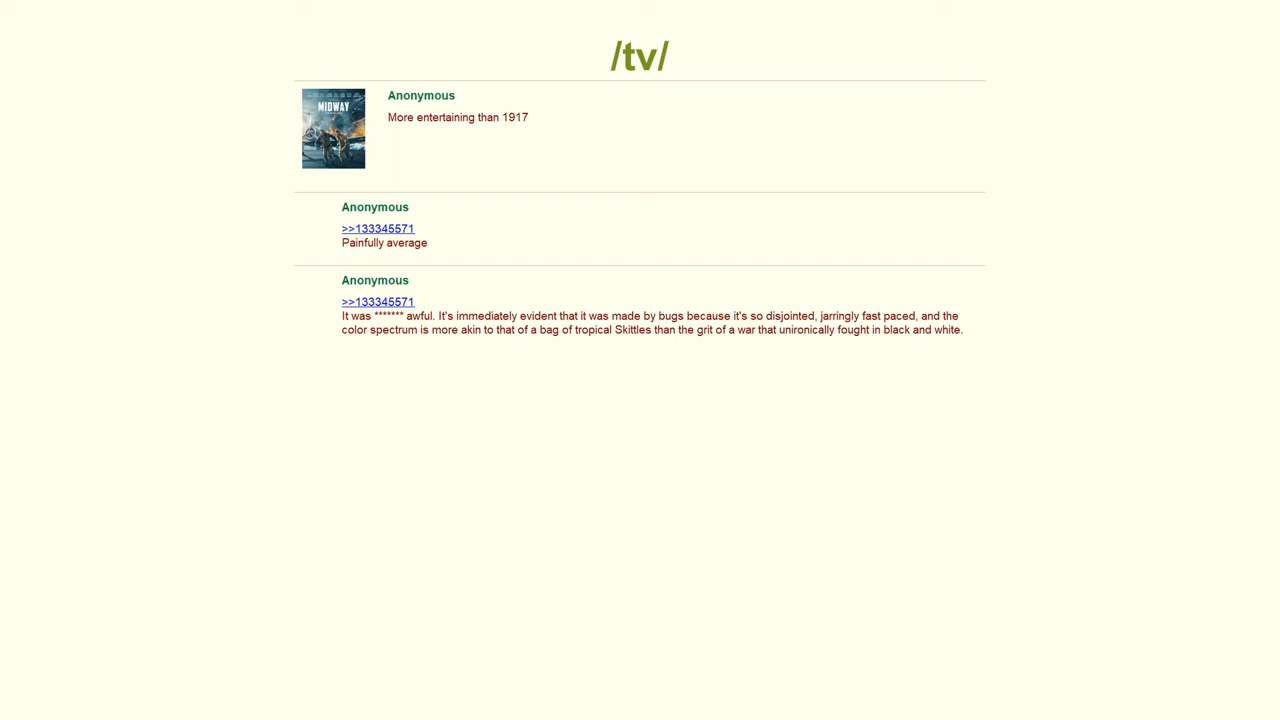 /tv/
MIDWAY
Anonymous
More entertaining than 1917
Anonymous
>>133345571
Painfully average
Anonymous
>>133345571
It was ******* awful. It's immediately evident that it was made by bugs because it's so disjointed, jarringly fast paced, and the
color spectrum is more akin to that of a bag of tropical Skittles than the grit of a war that unironically fought in black and white.